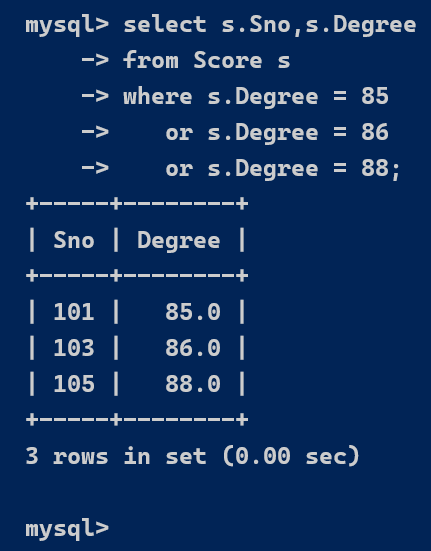 mysql> select s.Sno,s.Degree
    -> from Score s
    -> where s.Degree = 85
    ->    or s.Degree = 86
    ->    or s.Degree = 88;
+-----+--------+
| Sno | Degree |
+-----+--------+
| 101 |   85.0 |
| 103 |   86.0 |
| 105 |   88.0 |
+-----+--------+
3 rows in set (0.00 sec)

mysql>